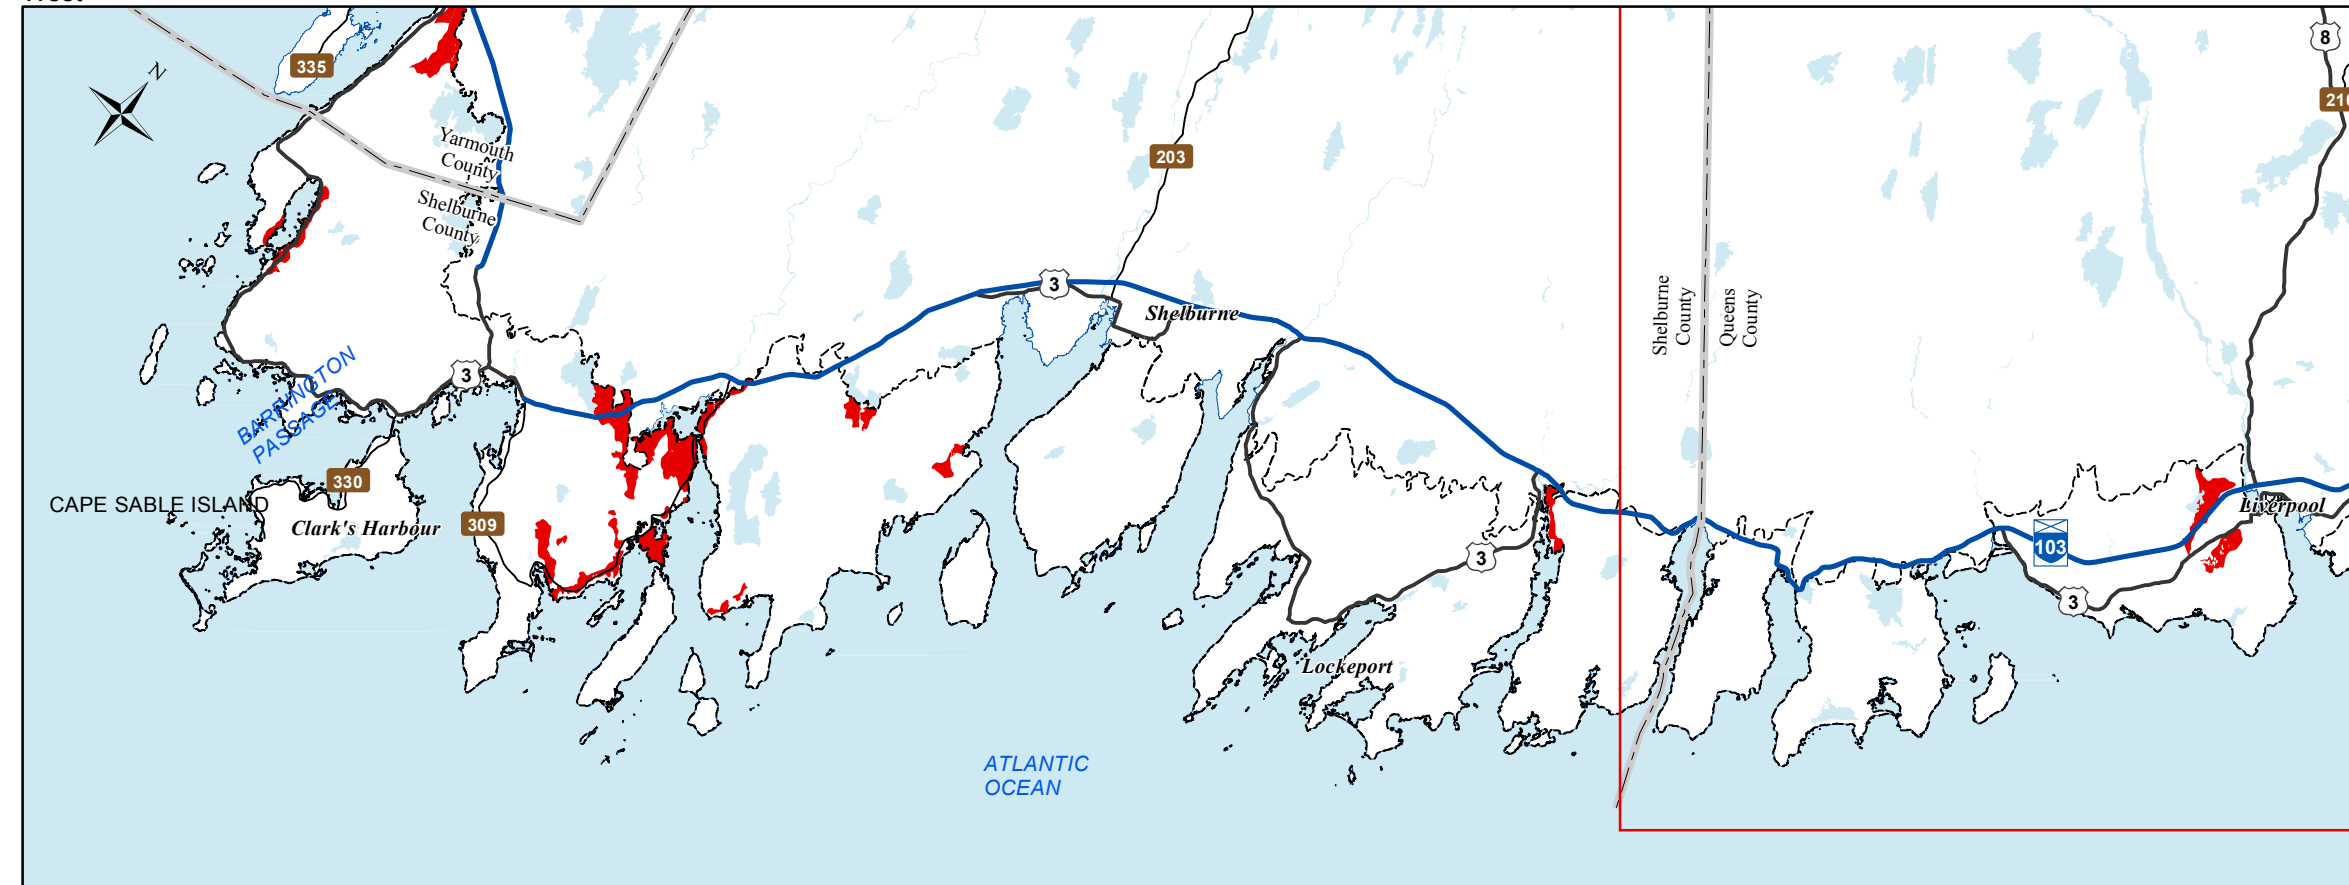 N
335
8
210
203
Yarmouth
County
Shelburne
County
3
Shelburne
Shelburne
County
Queens
County
3
BARRINGTON
PASSAGE
330
CAPE SABLE ISLAND
Clark's Harbour
309
Liverpool
103
3
3
Lockeport
ATLANTIC
OCEAN